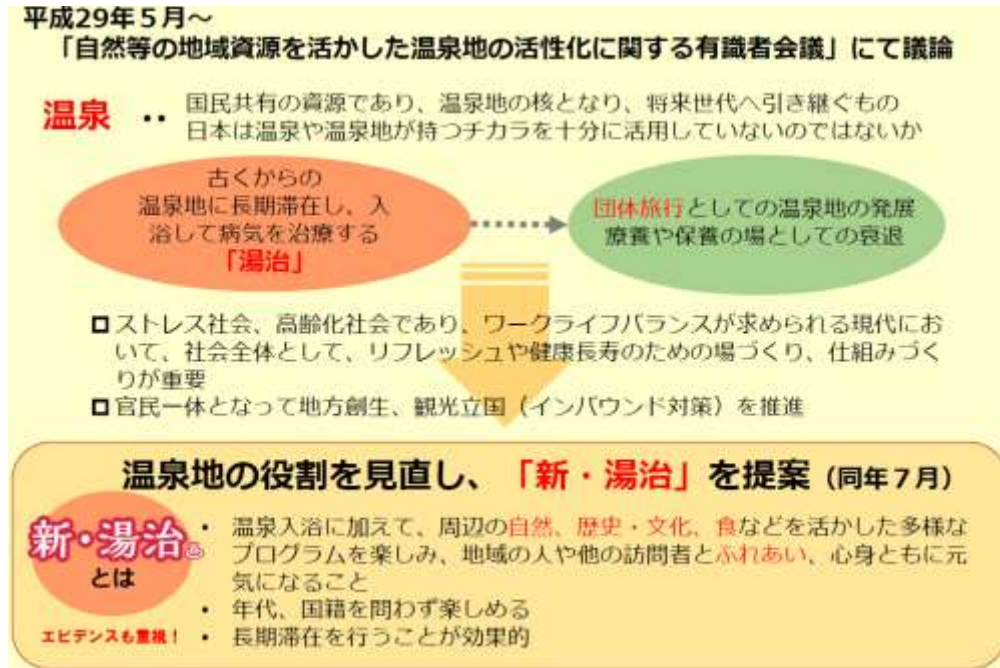 平成29年5月~
「自然等の地域資源を活かした温泉地の活性化に関する有識者会議」にて議論
温泉 ‥ 国民共有の資源であり、温泉地の核となり、将来世代へ引き継ぐもの
日本は温泉や温泉地が持つチカラを十分に活用していないのではないか
古くからの
温泉地に長期滞在し、入
浴して病気を治療する
「湯治」
団体旅行としての温泉地の発展
療養や保養の場としての衰退
ロ ストレス社会、高齢化社会であり、ワークライフバランスが求められる現代にお
いて、社会全体として、リフレッシュや健康長寿のための場づくり、仕組みづく
りが重要
ロ 官民一体となって地方創生、観光立国(インバウンド対策)を推進
温泉地の役割を見直し、「新・湯治」を提案(同年7月)
新・湯治
とは
エビデンスも重視!
・ 温泉入浴に加えて、周辺の自然、歴史・文化、食などを活かした多様な
プログラムを楽しみ、地域の人や他の訪問者とふれあい、心身ともに元
気になること
・ 年代、国籍を問わず楽しめる
・ 長期滞在を行うことが効果的